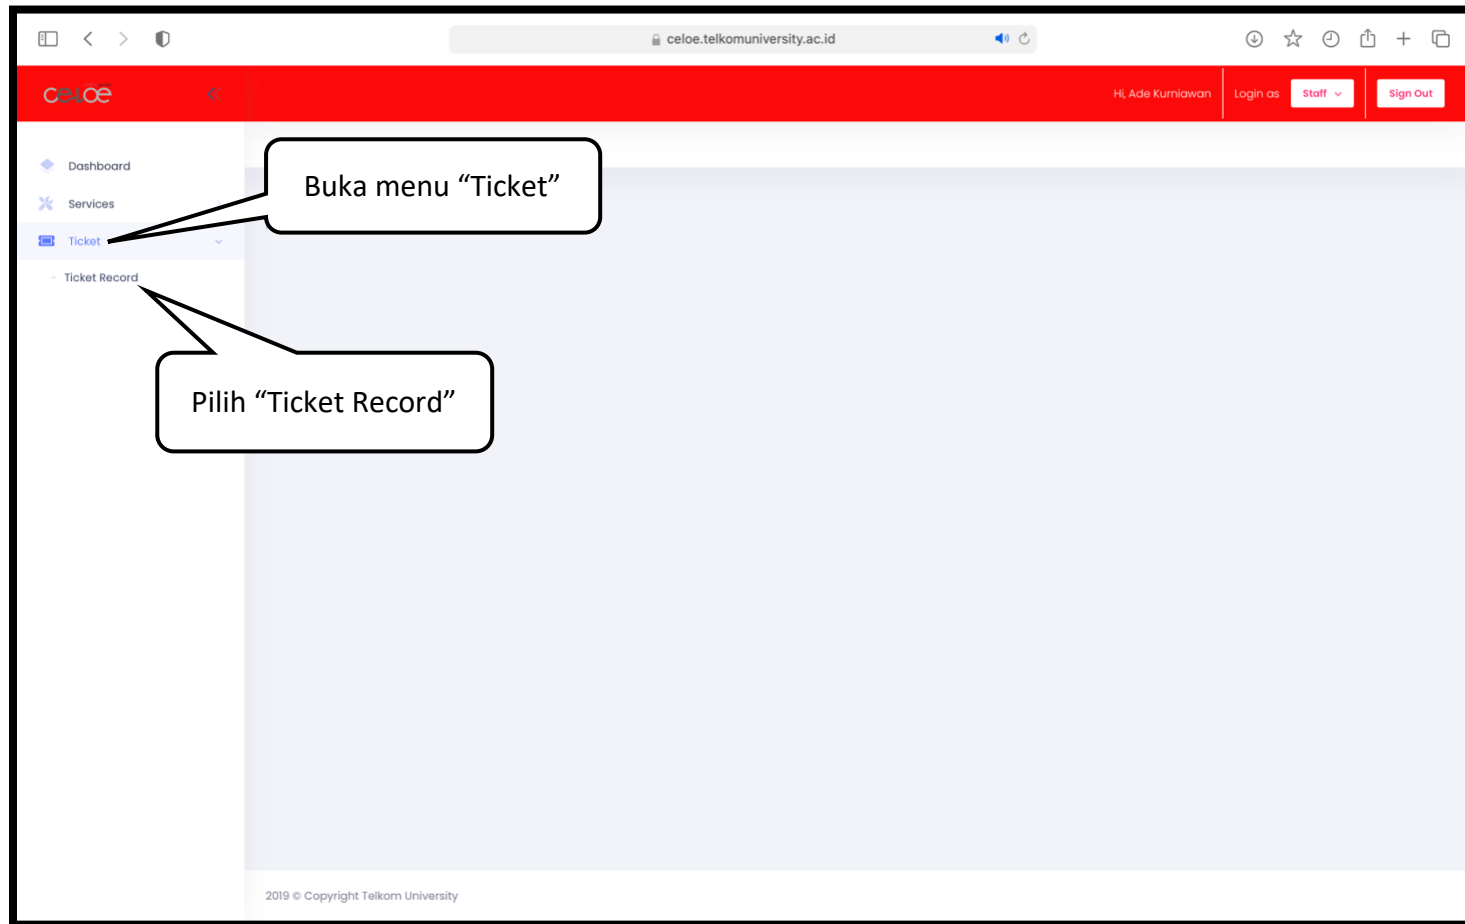 celoe.telkomuniversity.ac.id
celoe
Hi, Ade Kurniawan
Login as
Staff
Sign Out
Dashboard
Services
Ticket
Ticket Record
Buka menu “Ticket”
Pilih “Ticket Record”
2019 © Copyright Telkom University